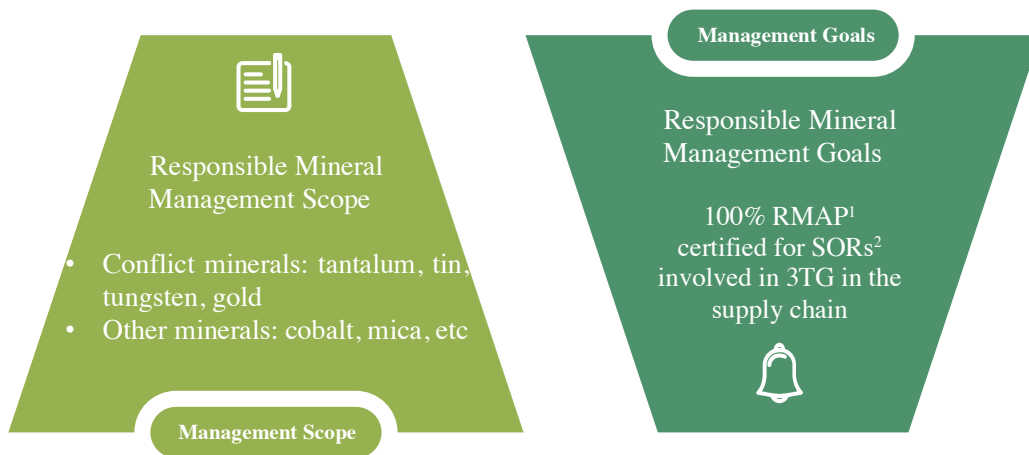 Responsible Mineral
Management Scope
• Conflict minerals: tantalum, tin,
tungsten, gold
• Other minerals: cobalt, mica, etc
Management Scope
Management Goals
Responsible Mineral
Management Goals
100% RMAP¹
certified for SORs²
involved in 3TG in the
supply chain